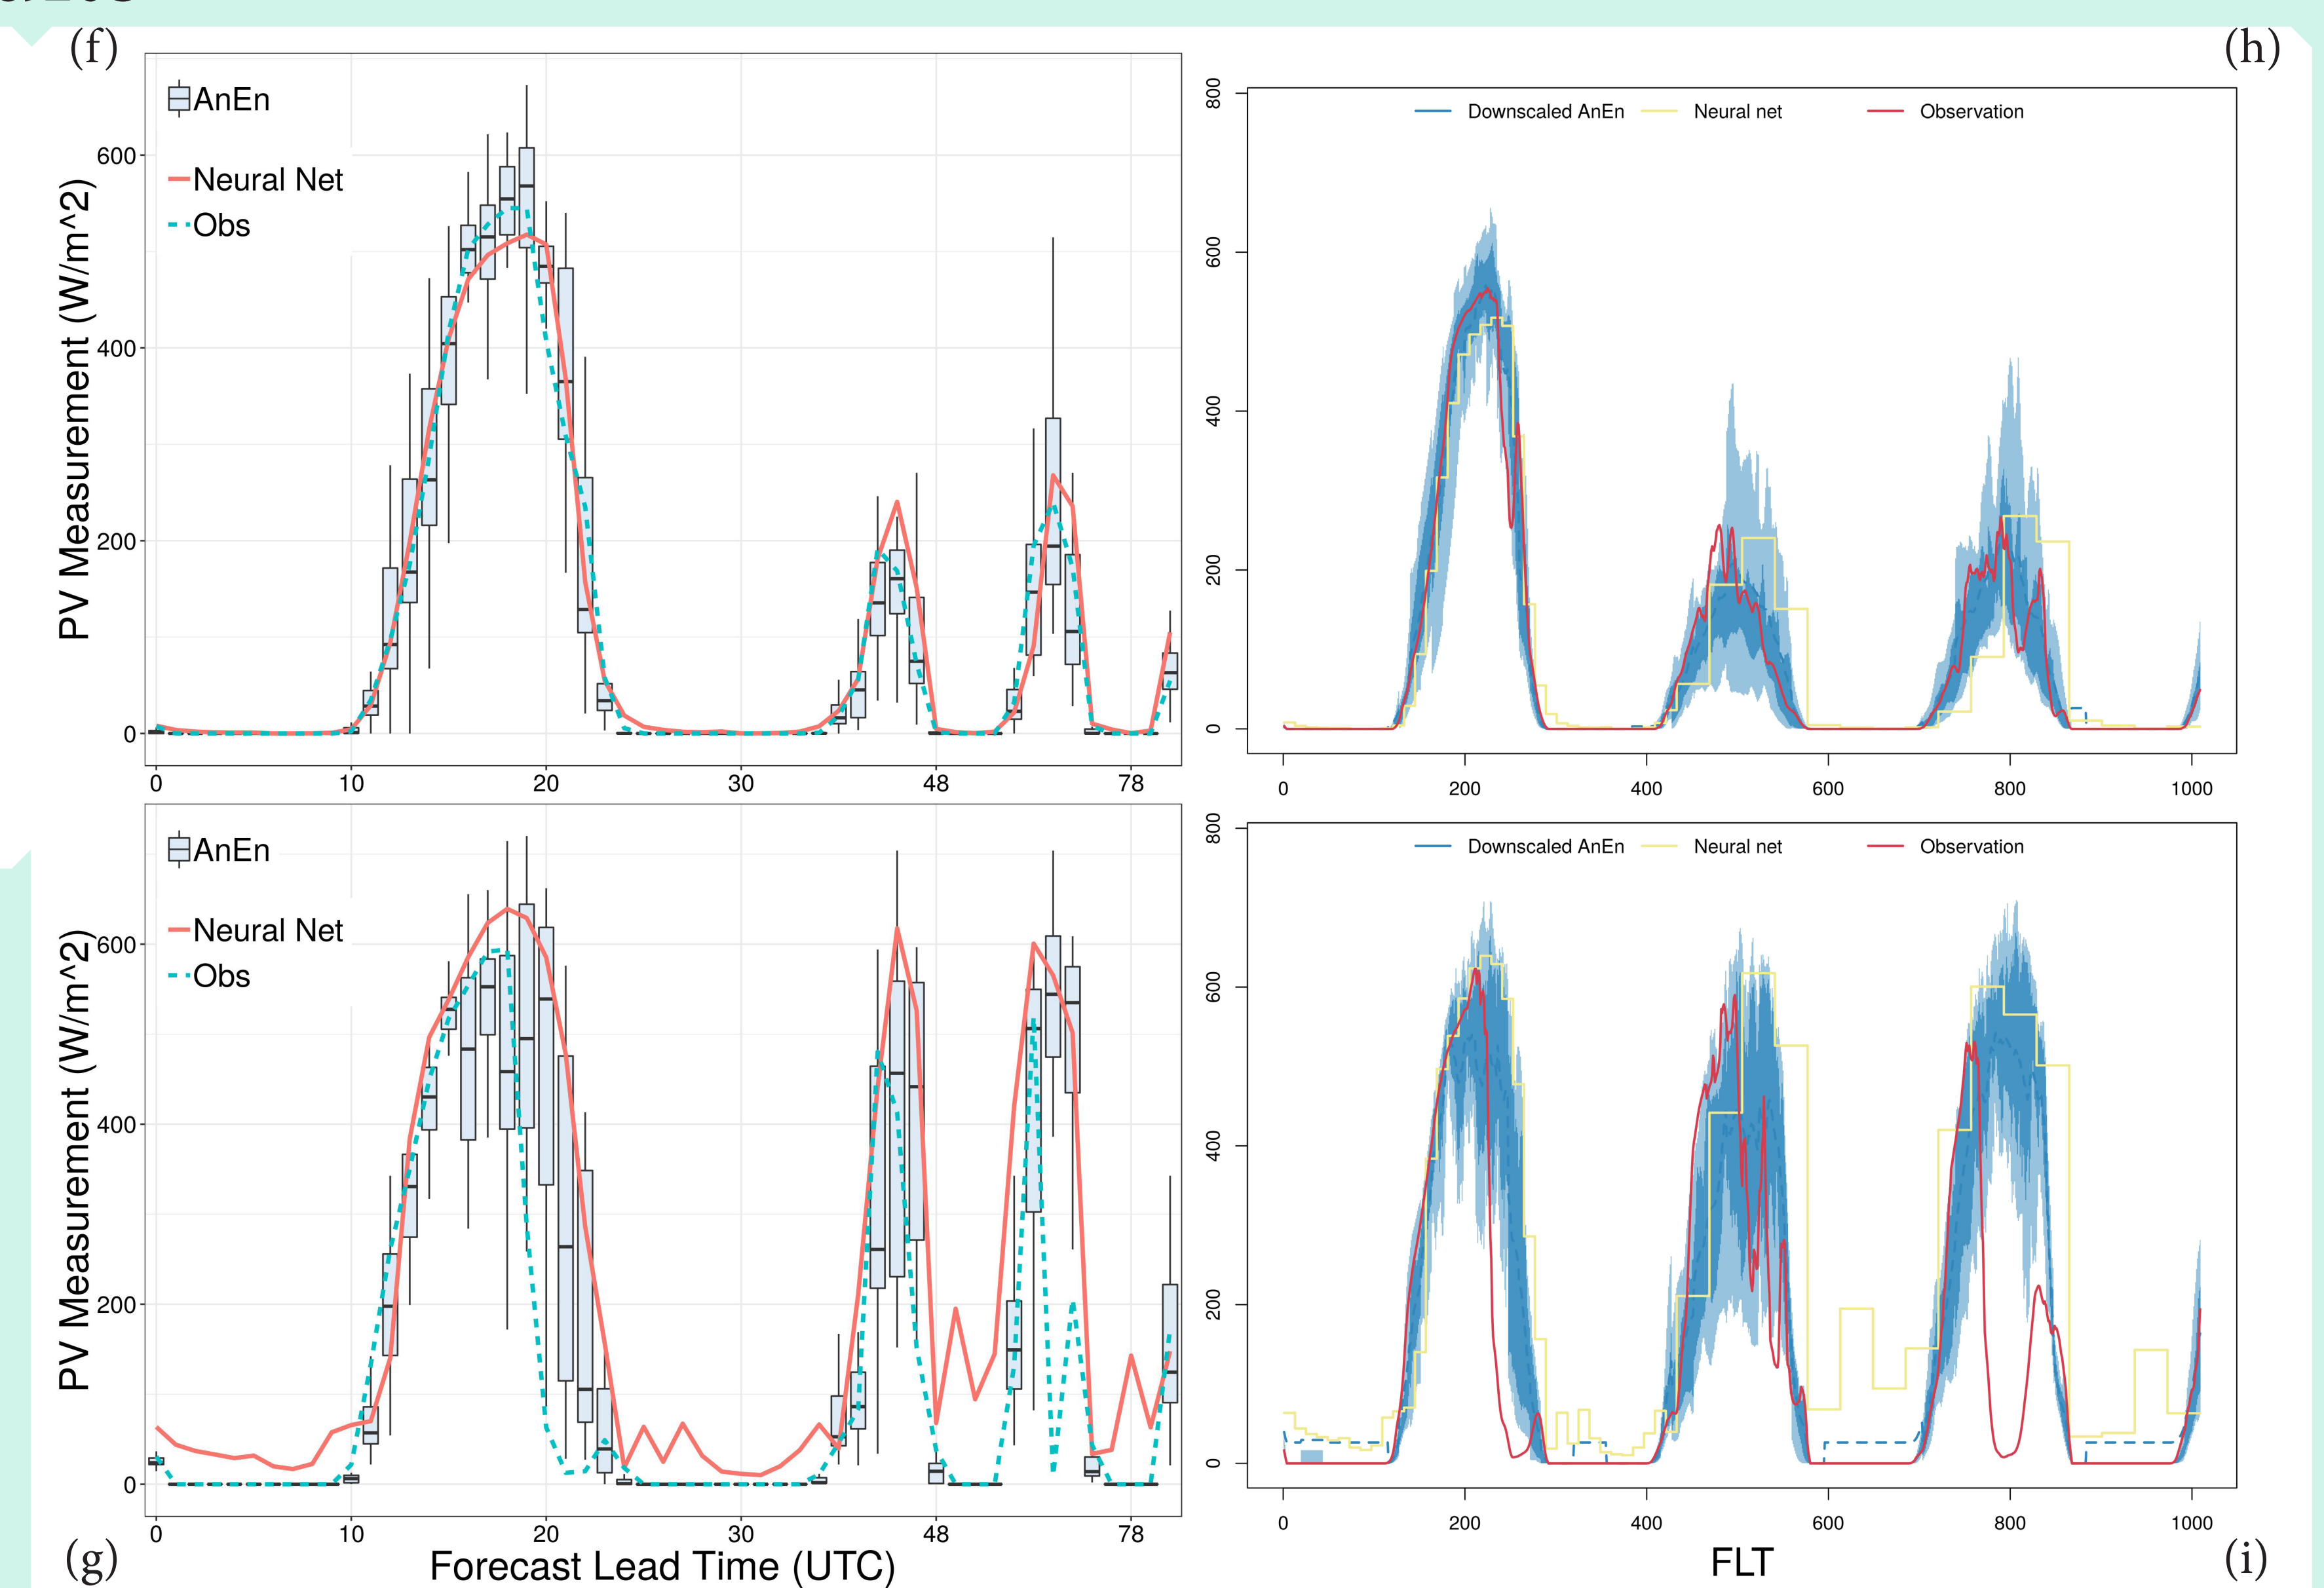 (f)
AnEn
Neural Net
Obs
PV Measurement (W/m^2)
600
400
200
0
0 10 20 30 48 78
(h)
Downscaled AnEn Neural net Observation
800
600
400
200
0
0 200 400 600 800 1000
AnEn
Neural Net
Obs
PV Measurement (W/m^2)
600
400
200
0
0 10 20 30 48 78
Forecast Lead Time (UTC)
(g)
Downscaled AnEn Neural net Observation
800
600
400
200
0
0 200 400 600 800 1000
FLT
(i)